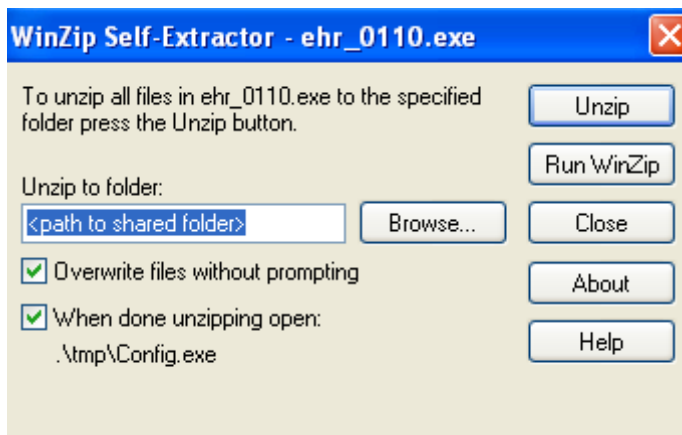 WinZip Self-Extractor - ehr_0110.exe
To unzip all files in ehr_0110.exe to the specified
folder press the Unzip button.
Unzip to folder:
<path to shared folder>
Browse...
Overwrite files without prompting
When done unzipping open:
.\tmp\Config.exe
Unzip
Run WinZip
Close
About
Help